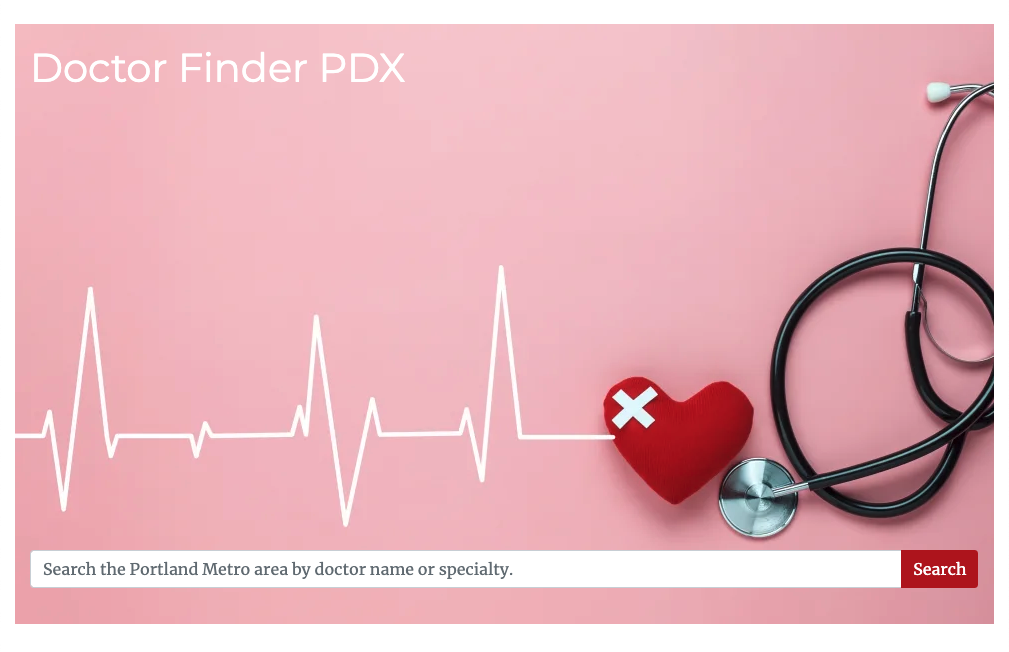 Doctor Finder PDX
Search the Portland Metro area by doctor name or specialty.
Search